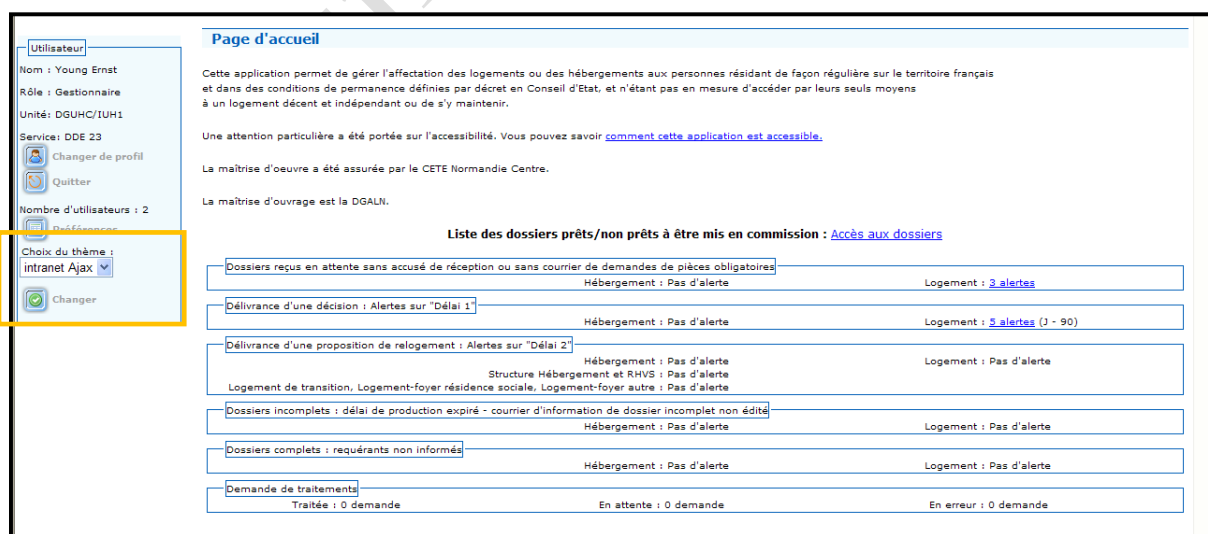 Utilisateur
Nom : Young Ernst
Rôle : Gestionnaire
Unité: DGUHC/IUH1
Service: DDE 23
Changer de profil
Quitter
Nombre d'utilisateurs : 2
Préférences
Choix du thème :
intranet Ajax
Changer
Page d'accueil
Cette application permet de gérer l'affectation des logements ou des hébergements aux personnes résidant de façon régulière sur le territoire français
et dans des conditions de permanence définies par décret en Conseil d'Etat, et n'étant pas en mesure d'accéder par leurs seuls moyens
à un logement décent et indépendant ou de s'y maintenir.
Une attention particulière a été portée sur l'accessibilité. Vous pouvez savoir comment cette application est accessible.
La maîtrise d'oeuvre a été assurée par le CETE Normandie Centre.
La maîtrise d'ouvrage est la DGALN.
Liste des dossiers prêts/non prêts à être mis en commission : Accès aux dossiers
Dossiers reçus en attente sans accusé de réception ou sans courrier de demandes de pièces obligatoires
Hébergement : Pas d'alerte Logement : 3 alertes
Délivrance d'une décision : Alertes sur "Délai 1"
Hébergement : Pas d'alerte Logement : 5 alertes (J - 90)
Délivrance d'une proposition de relogement : Alertes sur "Délai 2"
Hébergement : Pas d'alerte Logement : Pas d'alerte
Structure Hébergement et RHVS : Pas d'alerte
Logement de transition, Logement-foyer résidence sociale, Logement-foyer autre : Pas d'alerte
Dossiers incomplets : délai de production expiré - courrier d'information de dossier incomplet non édité
Hébergement : Pas d'alerte Logement : Pas d'alerte
Dossiers complets : requérants non informés
Hébergement : Pas d'alerte Logement : Pas d'alerte
Demande de traitements
Traitée : 0 demande En attente : 0 demande En erreur : 0 demande